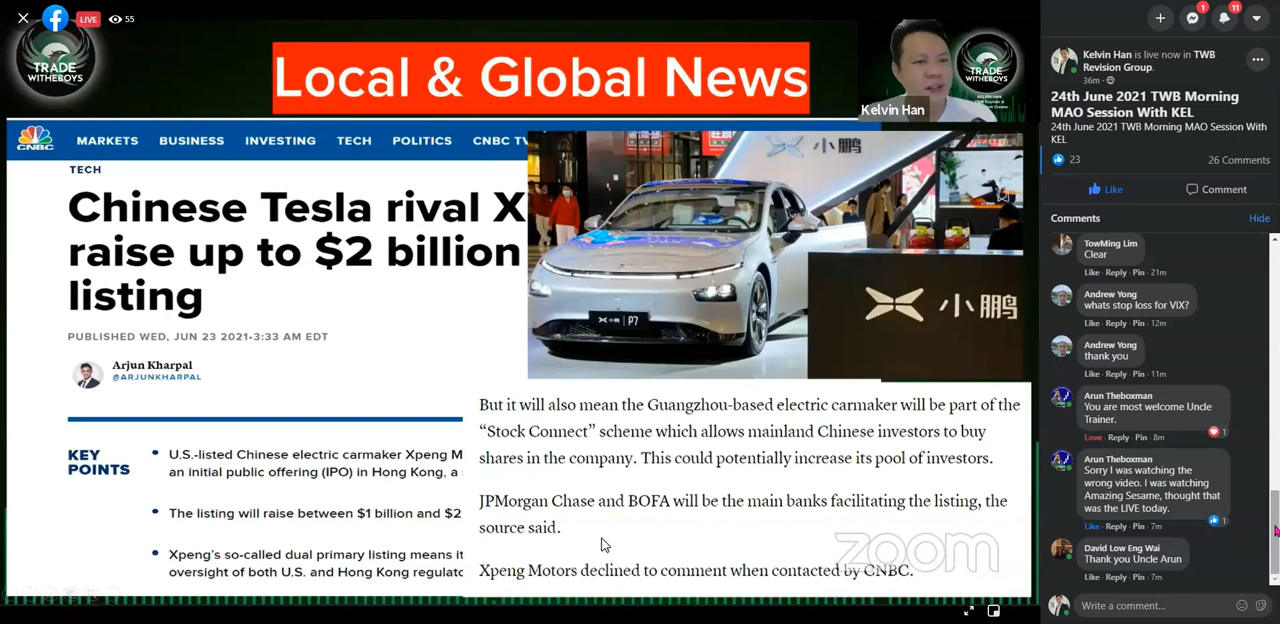 LIVE
55
TRADE
WITHEBOYS
Local & Global News
TRADE
WITHEBOYS
Kelvin Han
CNBC
MARKETS BUSINESS INVESTING TECH POLITICS CNBC TV
TECH
Chinese Tesla rival X
raise up to $2 billion
listing
PUBLISHED WED, JUN 23 2021 • 3:33 AM EDT
Arjun Kharpal
@ARJUNKHARPAL
小鹏
小鹏 P7
小鹏
KEY
POINTS
U.S.-listed Chinese electric carmaker Xpeng M
an initial public offering (IPO) in Hong Kong, a
The listing will raise between $1 billion and $2
Xpeng's so-called dual primary listing means it
oversight of both U.S. and Hong Kong regulato
But it will also mean the Guangzhou-based electric carmaker will be part of the
“Stock Connect” scheme which allows mainland Chinese investors to buy
shares in the company. This could potentially increase its pool of investors.
JPMorgan Chase and BOFA will be the main banks facilitating the listing, the
source said.
Xpeng Motors declined to comment when contacted by CNBC.
zoom
1
11
Kelvin Han is live now in TWB
Revision Group.
36m
24th June 2021 TWB Morning
MAO Session With KEL
24th June 2021 TWB Morning MAO Session With
KEL
23 26 Comments
Like Comment
Comments Hide
TowMing Lim
Clear
Like · Reply · Pin · 21m
Andrew Yong
whats stop loss for VIX?
Like · Reply · Pin · 12m
Andrew Yong
thank you
Like · Reply · Pin · 11m
Arun Theboxman
You are most welcome Uncle
Trainer.
1
Love · Reply · Pin · 8m
Arun Theboxman
Sorry I was watching the
wrong video. I was watching
Amazing Sesame, thought that
was the LIVE today.
1
Like · Reply · Pin · 7m
David Low Eng Wai
Thank you Uncle Arun
Like · Reply · Pin · 7m
Write a comment...